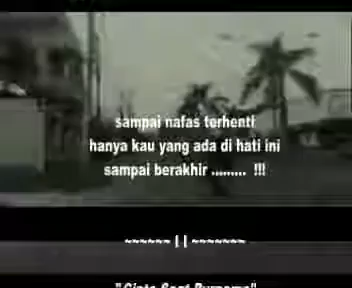 sampai nafas terhenti
hanya kau yang ada di hati ini
sampai berakhir ......... !!!
~~~~~~ | | ~~~~~~~
"Cinta Saat Purnama"